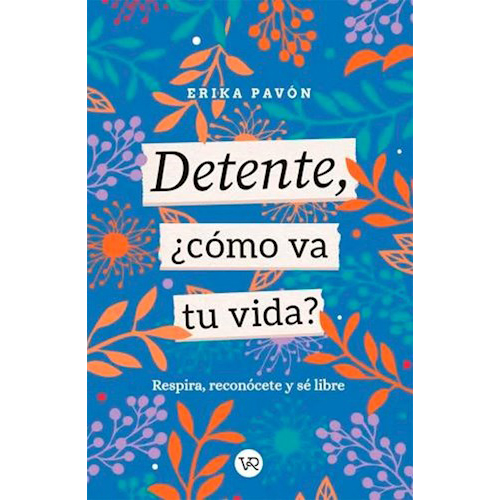 ERIKA PAVÓN
Detente,
¿cómo va
tu vida?
Respira, reconócete y sé libre
VR